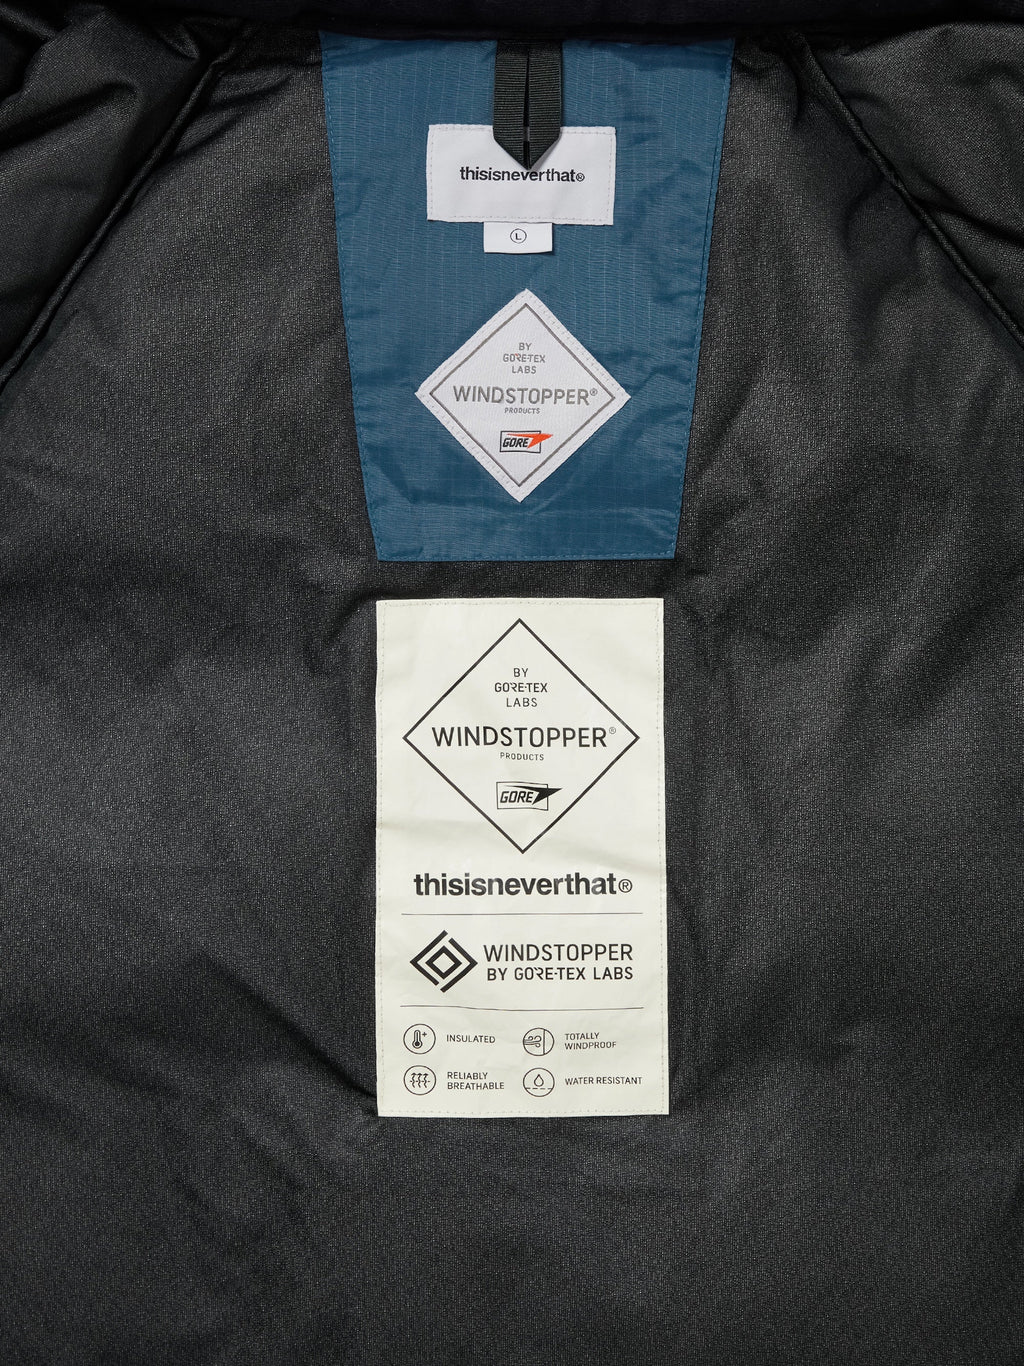 thisisneverthat®
L
BY
GORE-TEX
LABS
WINDSTOPPER®
PRODUCTS
GORE
BY
GORE-TEX
LABS
WINDSTOPPER®
PRODUCTS
GORE
thisisneverthat®
WINDSTOPPER
BY GORE-TEX LABS
INSULATED
TOTALLY
WINDPROOF
RELIABLY
BREATHABLE
WATER RESISTANT